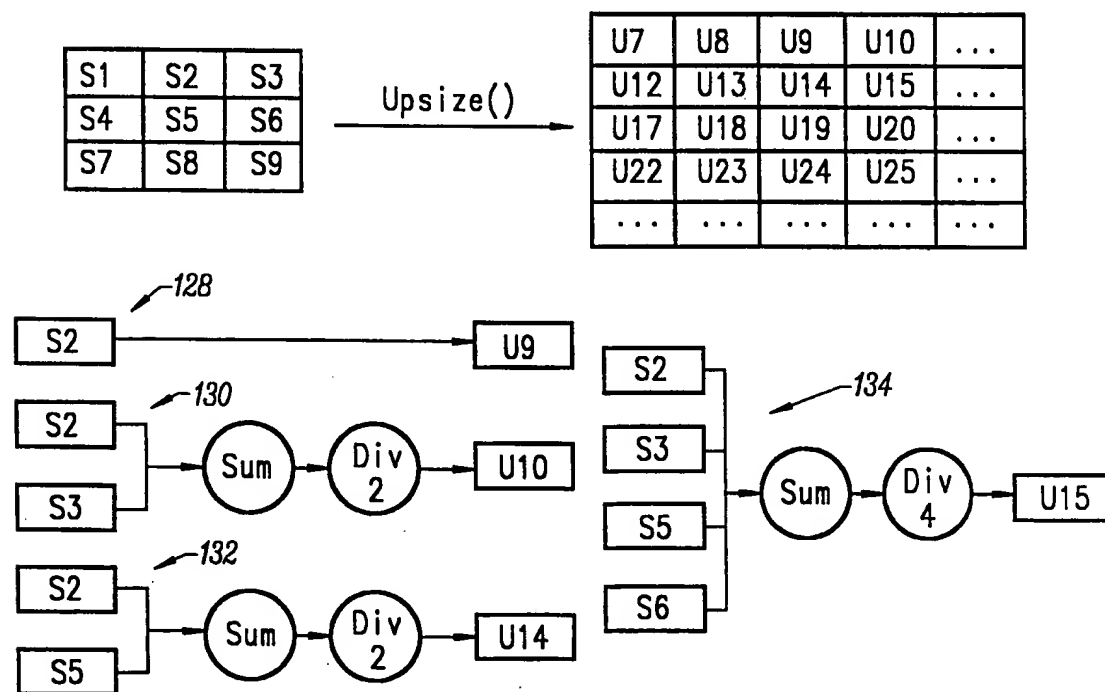 S1 S2 S3
S4 S5 S6
S7 S8 S9
Upsize()
U7 U8 U9 U10 ...
U12 U13 U14 U15 ...
U17 U18 U19 U20 ...
U22 U23 U24 U25 ...
... ... ... ... ...
128
S2 U9
130
S2
S3
Sum
Div
2
U10
132
S2
S5
Sum
Div
2
U14
134
S2
S3
S5
S6
Sum
Div
4
U15